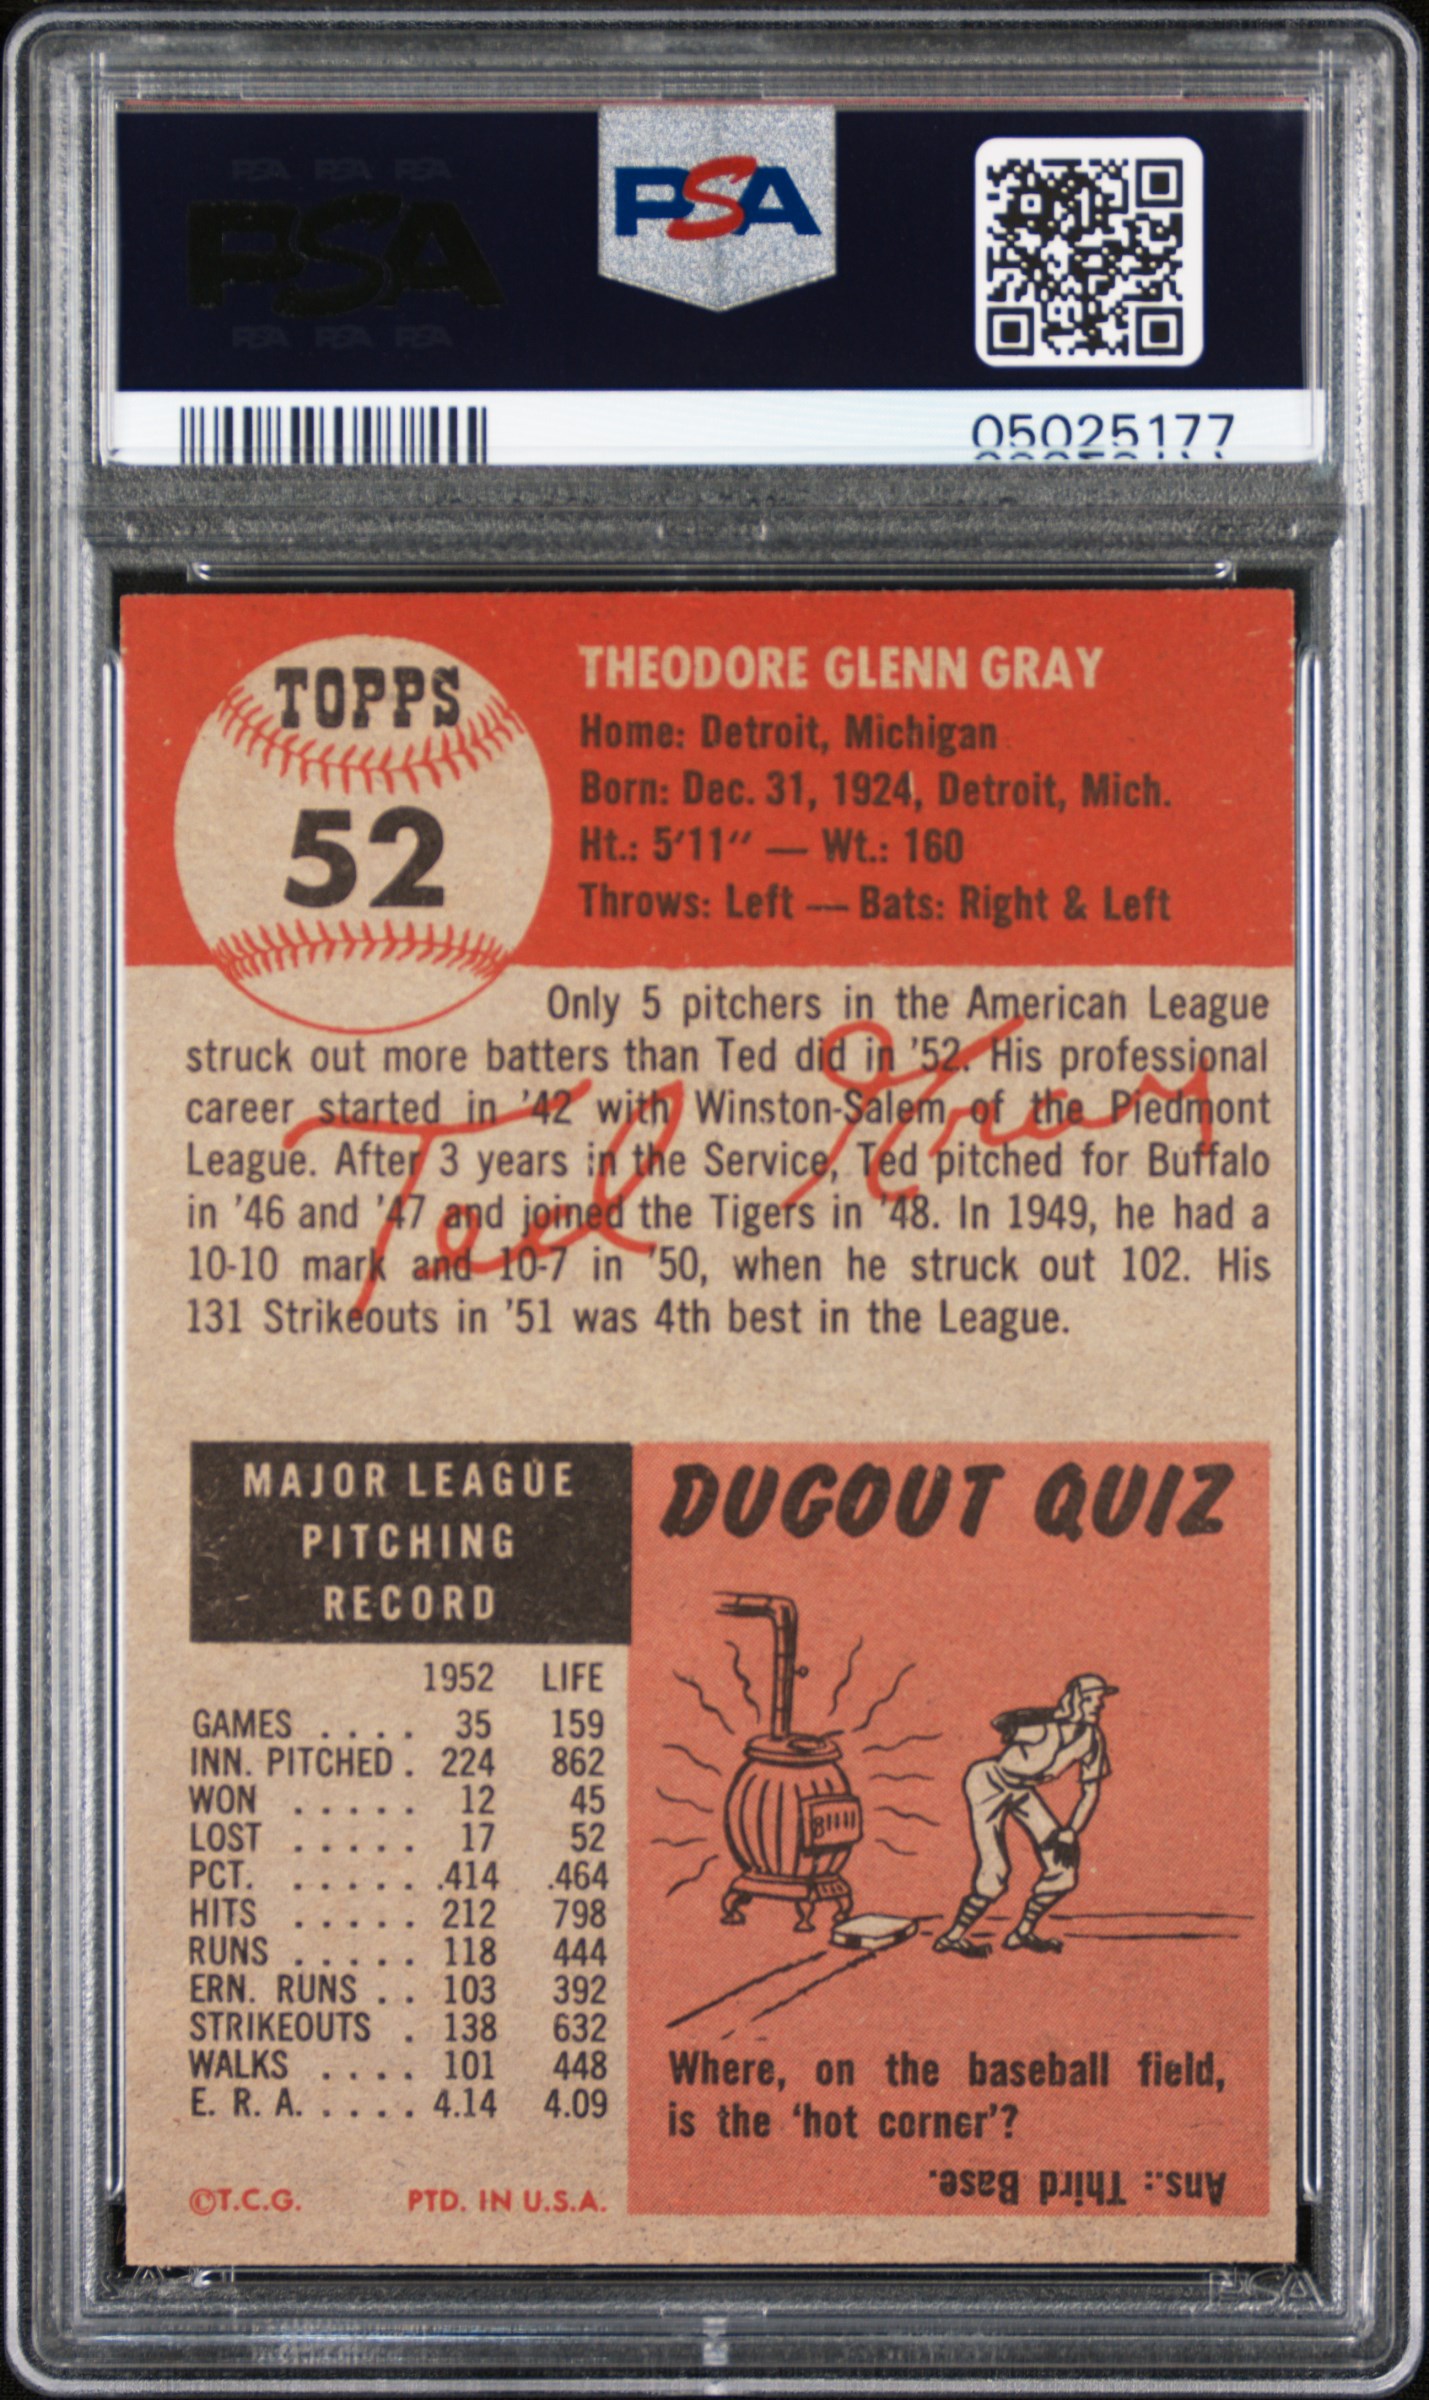 PSA PSA PSA
PSA
PSA PSA PSA
PSA
05025177
TOPPS
52
THEODORE GLENN GRAY
Home: Detroit, Michigan
Born: Dec. 31, 1924, Detroit, Mich.
Ht.: 5'11" — Wt.: 160
Throws: Left — Bats: Right & Left
Only 5 pitchers in the American League
struck out more batters than Ted did in '52. His professional
career started in '42 with Winston-Salem of the Piedmont
League. After 3 years in the Service, Ted pitched for Buffalo
in '46 and '47 and joined the Tigers in '48. In 1949, he had a
10-10 mark and 10-7 in '50, when he struck out 102. His
131 Strikeouts in '51 was 4th best in the League.
Ted Gray
MAJOR LEAGUE
PITCHING
RECORD
1952 LIFE
GAMES . . . . 35 159
INN. PITCHED . 224 862
WON . . . . . 12 45
LOST . . . . . 17 52
PCT. . . . . . .414 .464
HITS . . . . . 212 798
RUNS . . . . . 118 444
ERN. RUNS . . 103 392
STRIKEOUTS . 138 632
WALKS . . . . 101 448
E. R. A. . . . . 4.14 4.09
©T.C.G. PTD. IN U.S.A.
DUGOUT QUIZ
Where, on the baseball field,
is the 'hot corner'?
Ans.: Third Base.
PSA